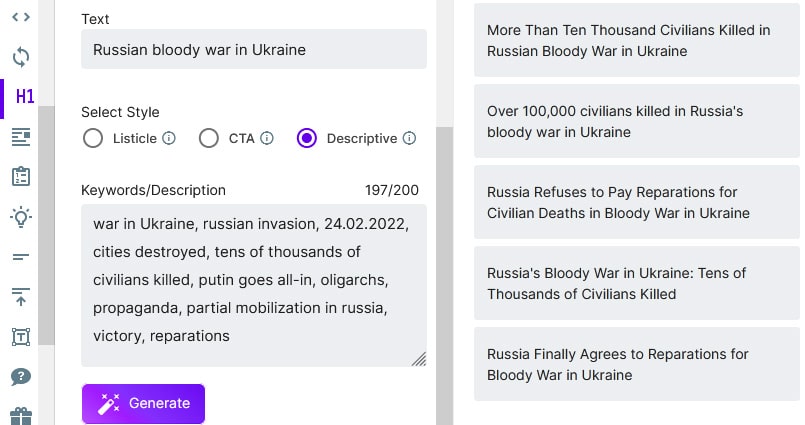 H1
Text
Russian bloody war in Ukraine
Select Style
Listicle
CTA
Descriptive
Keywords/Description 197/200
war in Ukraine, russian invasion, 24.02.2022,
cities destroyed, tens of thousands of
civilians killed, putin goes all-in, oligarchs,
propaganda, partial mobilization in russia,
victory, reparations
Generate
More Than Ten Thousand Civilians Killed in
Russian Bloody War in Ukraine
Over 100,000 civilians killed in Russia's
bloody war in Ukraine
Russia Refuses to Pay Reparations for
Civilian Deaths in Bloody War in Ukraine
Russia's Bloody War in Ukraine: Tens of
Thousands of Civilians Killed
Russia Finally Agrees to Reparations for
Bloody War in Ukraine